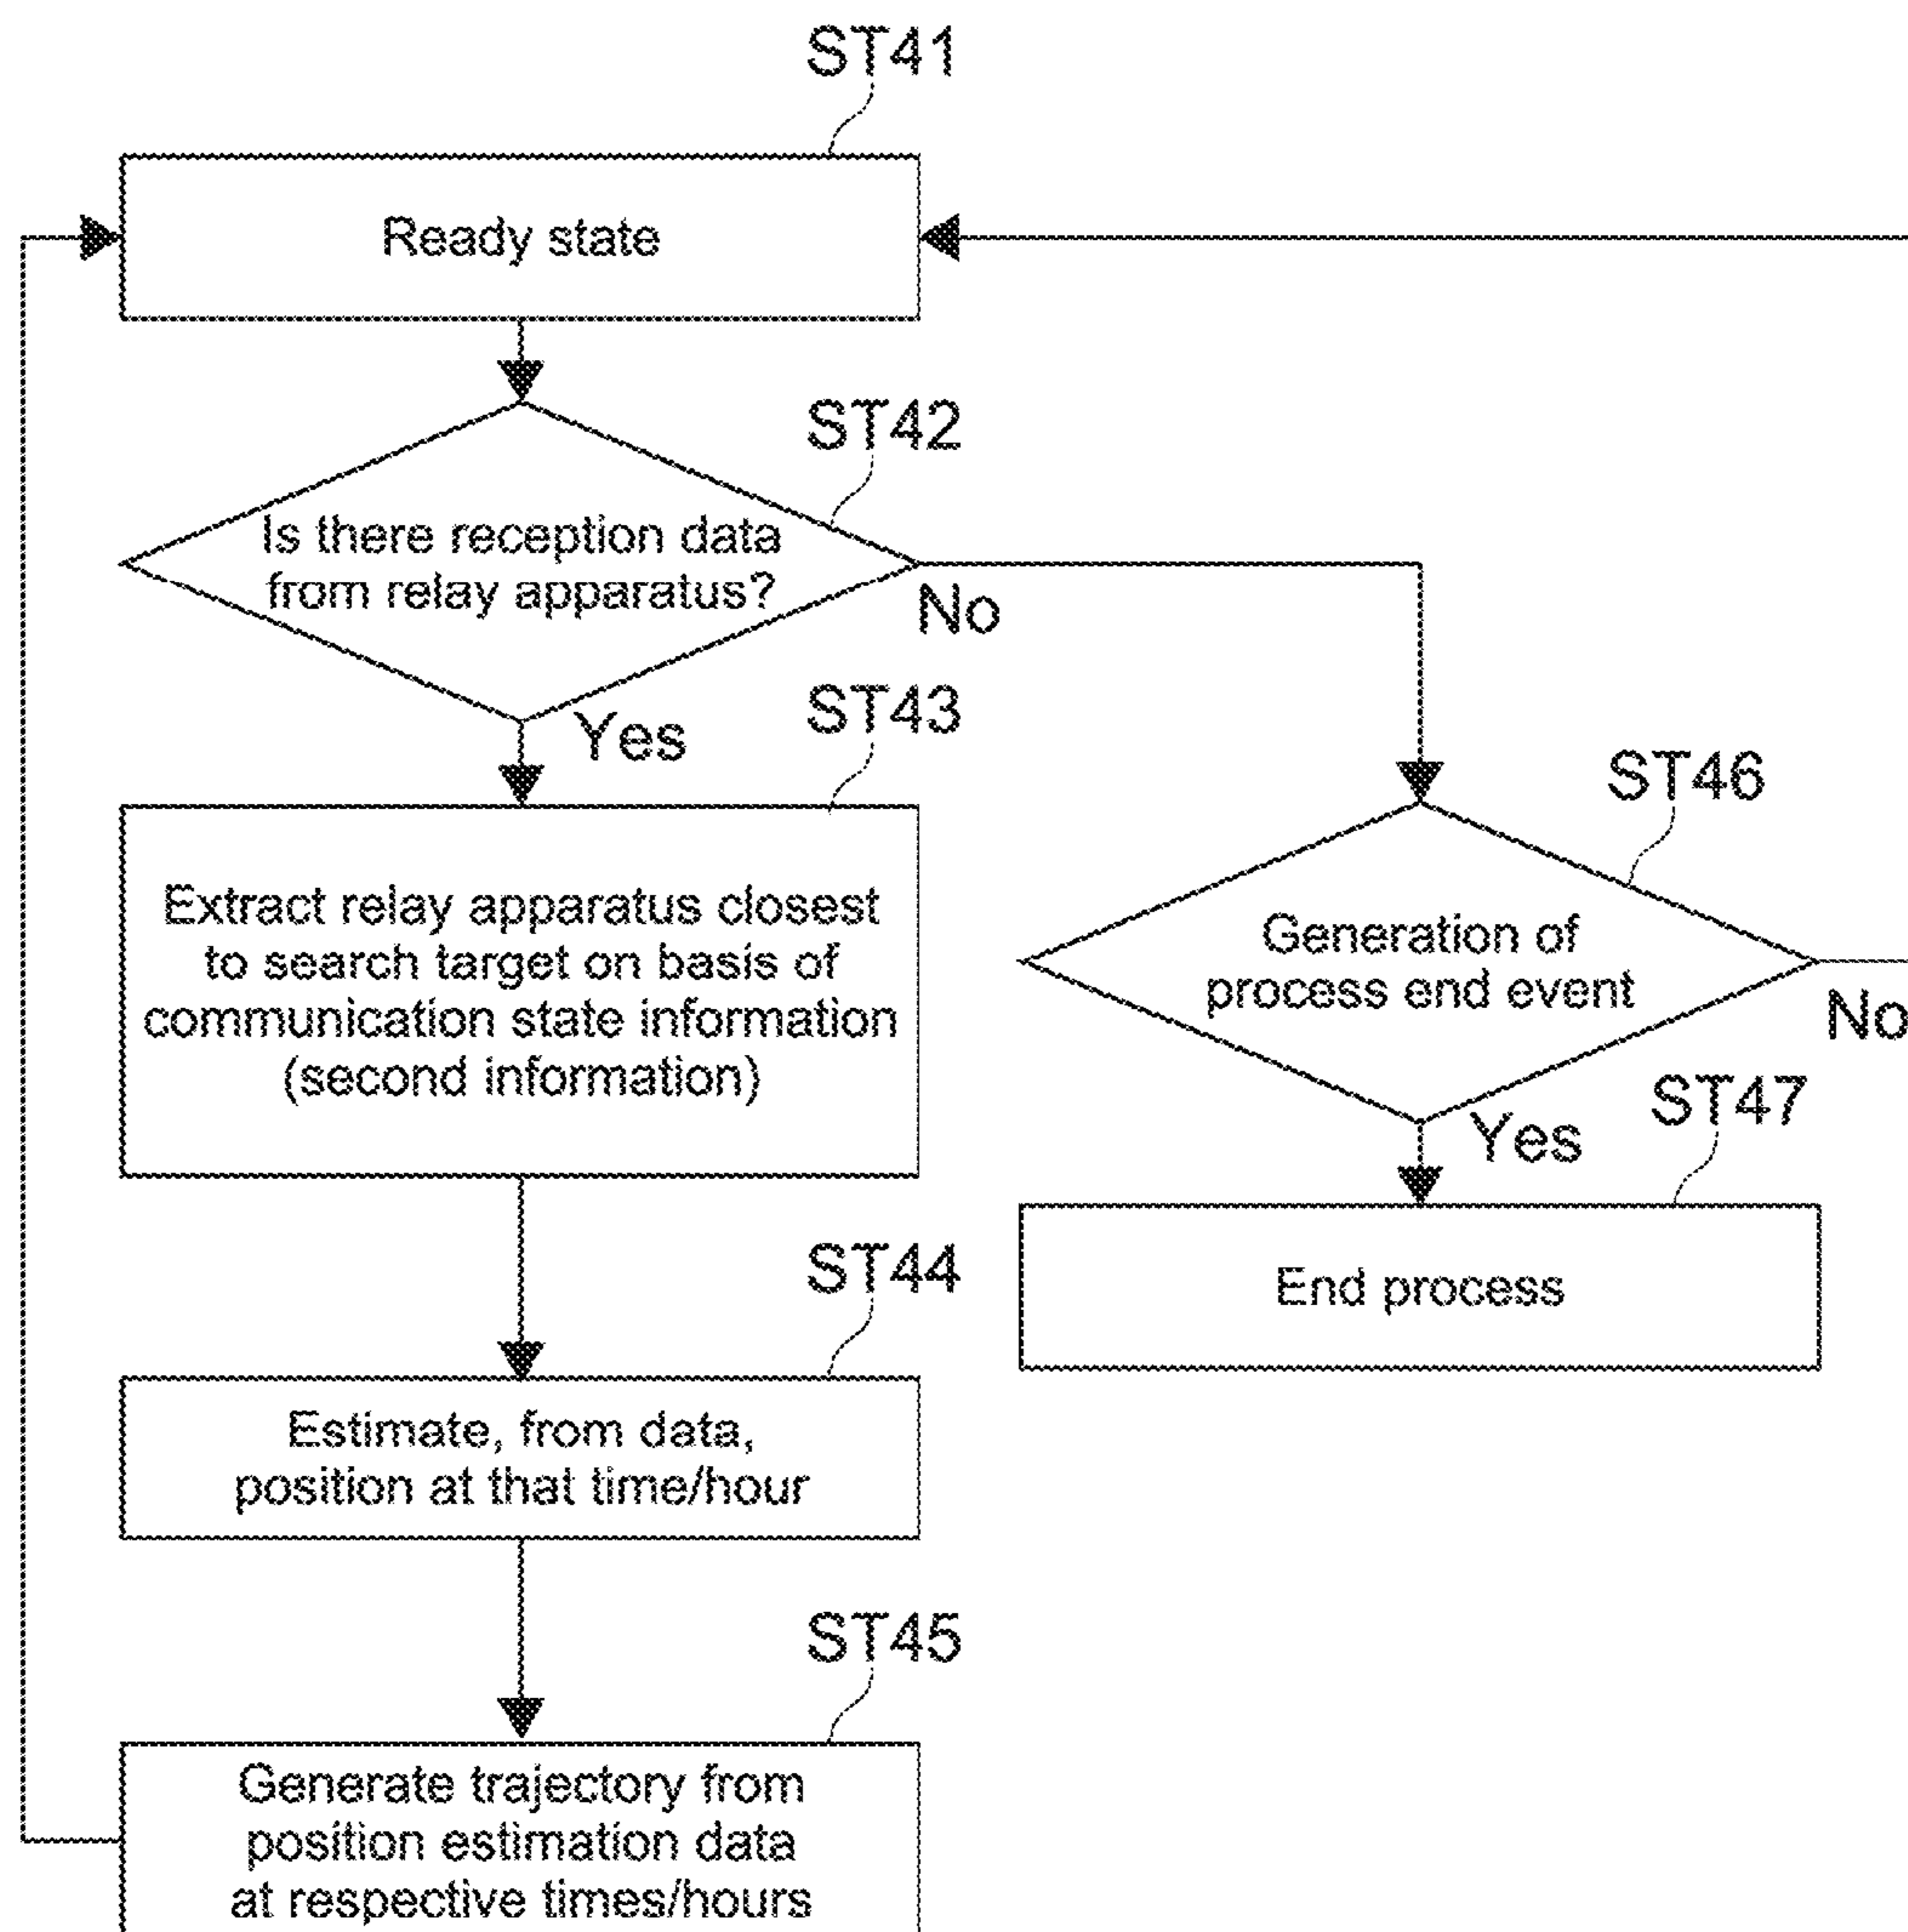 ST41
Ready state
ST42
Is there reception data
from relay apparatus?
No
Yes
ST43
Extract relay apparatus closest
to search target on basis of
communication state information
(second information)
ST46
Generation of
process end event
No
Yes
ST47
End process
ST44
Estimate, from data,
position at that time/hour
ST45
Generate trajectory from
position estimation data
at respective times/hours